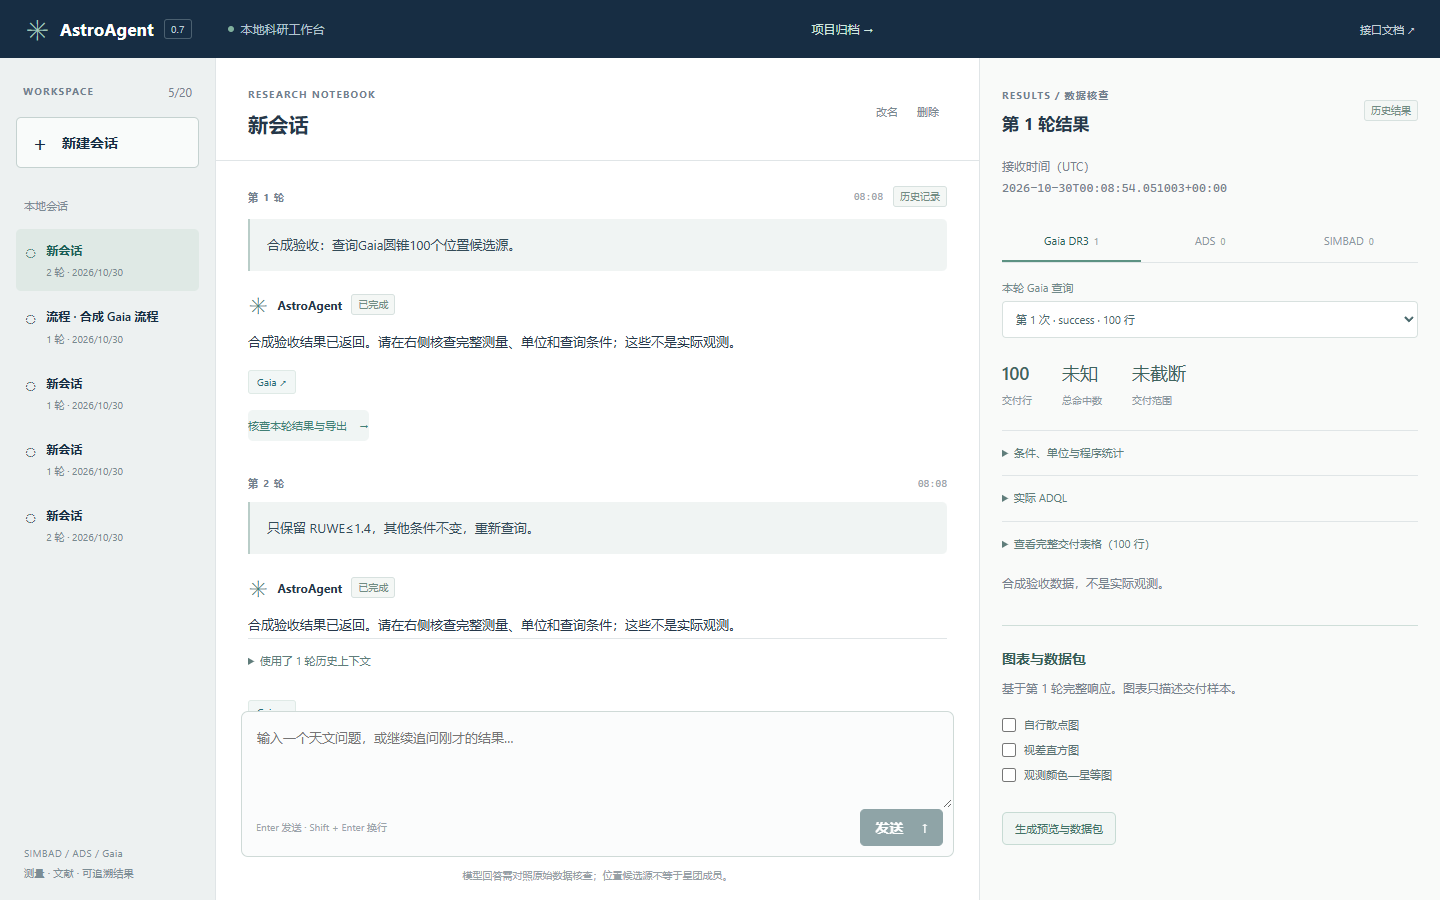 AstroAgent 0.7
本地科研工作台
项目归档 →
接口文档 ↗
WORKSPACE 5/20
+ 新建会话
本地会话
新会话
2 轮 · 2026/10/30
流程 · 合成 Gaia 流程
1 轮 · 2026/10/30
新会话
1 轮 · 2026/10/30
新会话
1 轮 · 2026/10/30
新会话
2 轮 · 2026/10/30
SIMBAD / ADS / Gaia
测量 · 文献 · 可追溯结果
RESEARCH NOTEBOOK
新会话
改名 删除
第 1 轮 08:08 历史记录
合成验收：查询Gaia圆锥100个位置候选源。
AstroAgent 已完成
合成验收结果已返回。请在右侧核查完整测量、单位和查询条件；这些不是实际观测。
Gaia ↗
核查本轮结果与导出 →
第 2 轮 08:08
只保留 RUWE≤1.4，其他条件不变，重新查询。
AstroAgent 已完成
合成验收结果已返回。请在右侧核查完整测量、单位和查询条件；这些不是实际观测。
▶ 使用了 1 轮历史上下文
输入一个天文问题，或继续追问刚才的结果...
Enter 发送 · Shift + Enter 换行
发送 ↑
模型回答需对照原始数据核查；位置候选源不等于星团成员。
RESULTS / 数据核查
第 1 轮结果
历史结果
接收时间（UTC）
2026-10-30T00:08:54.051003+00:00
Gaia DR3 1 ADS 0 SIMBAD 0
本轮 Gaia 查询
第 1 次 · success · 100 行
100 未知 未截断
交付行 总命中数 交付范围
▶ 条件、单位与程序统计
▶ 实际 ADQL
▶ 查看完整交付表格（100 行）
合成验收数据，不是实际观测。
图表与数据包
基于第 1 轮完整响应。图表只描述交付样本。
自行散点图
视差直方图
观测颜色—星等图
生成预览与数据包